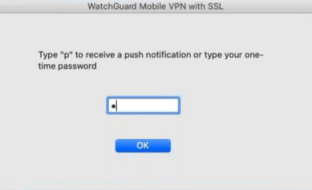 WatchGuard Mobile VPN with SSL
Type "p" to receive a push notification or type your one-
time password
OK